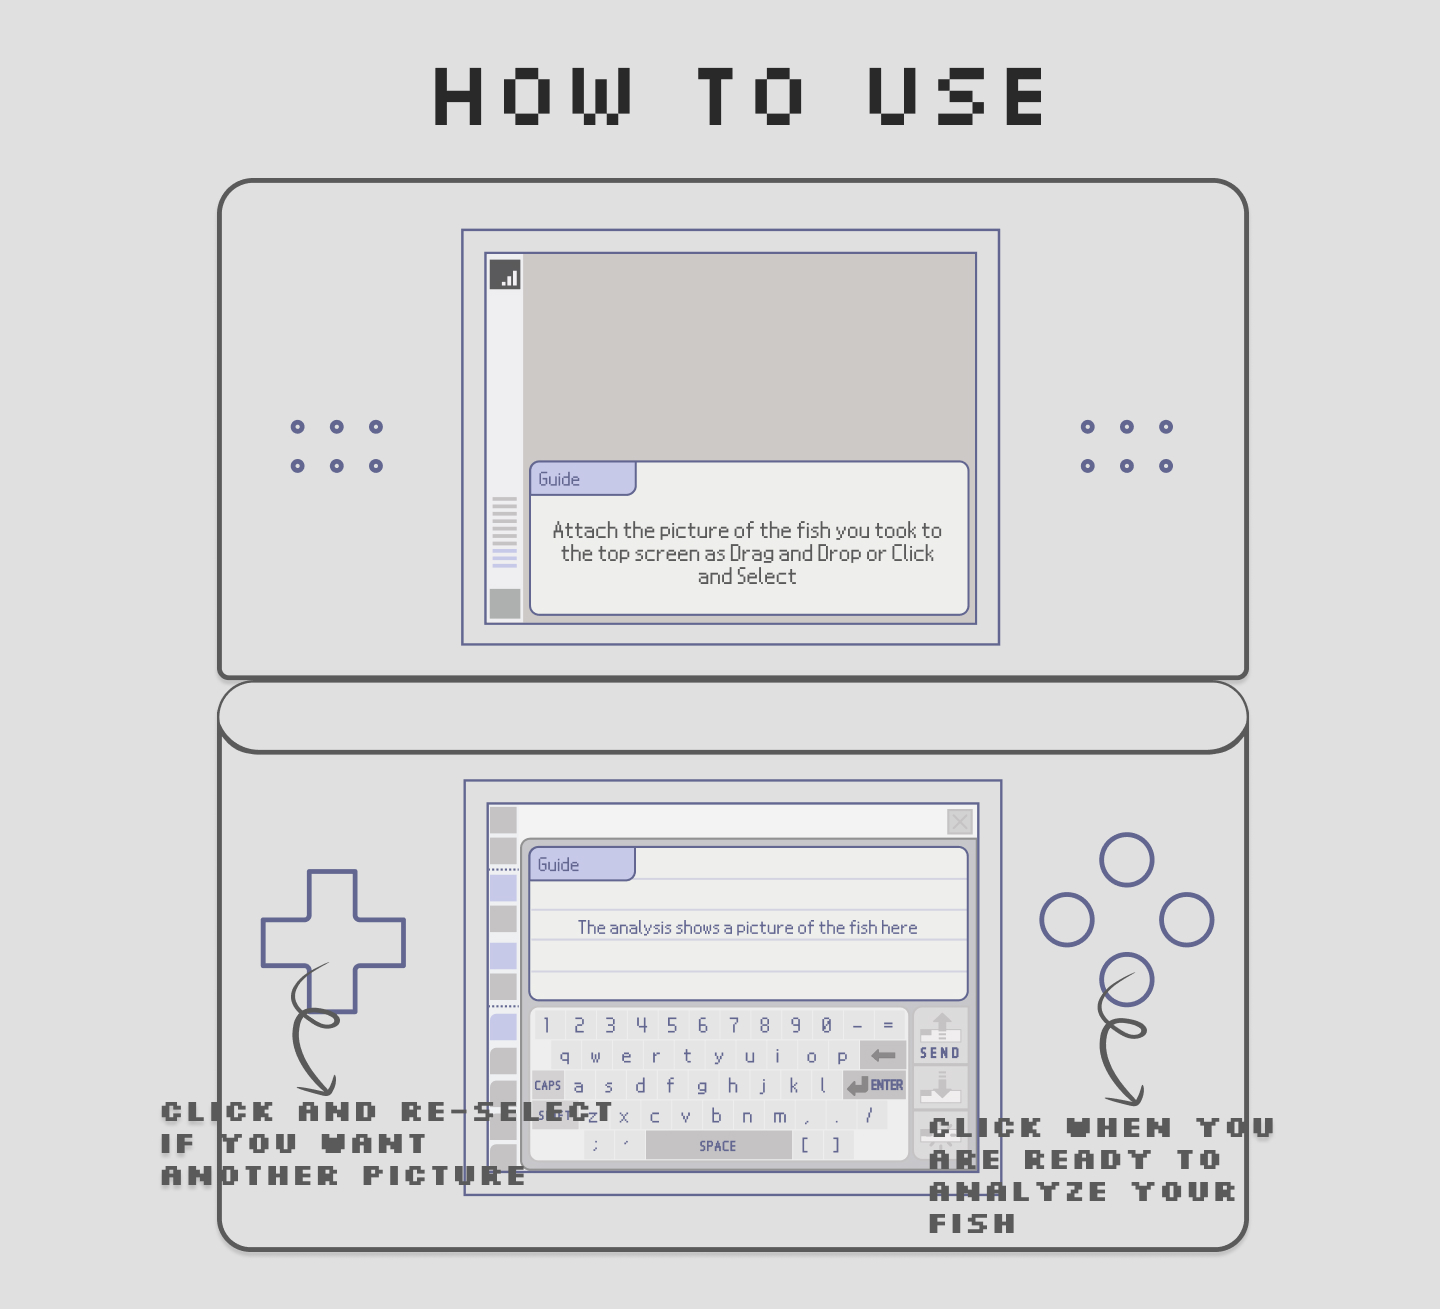 HOW TO USE
Guide
Attach the picture of the fish you took to
the top screen as Drag and Drop or Click
and Select
Guide
The analysis shows a picture of the fish here
1 2 3 4 5 6 7 8 9 0 - =
q w e r t y u i o p
CAPS a s d f g h j k l ENTER
z x c v b n m , . /
; ' SPACE [ ]
SEND
CLICK AND RE-SELECT
IF YOU WANT
ANOTHER PICTURE
CLICK WHEN YOU
ARE READY TO
ANALYZE YOUR
FISH